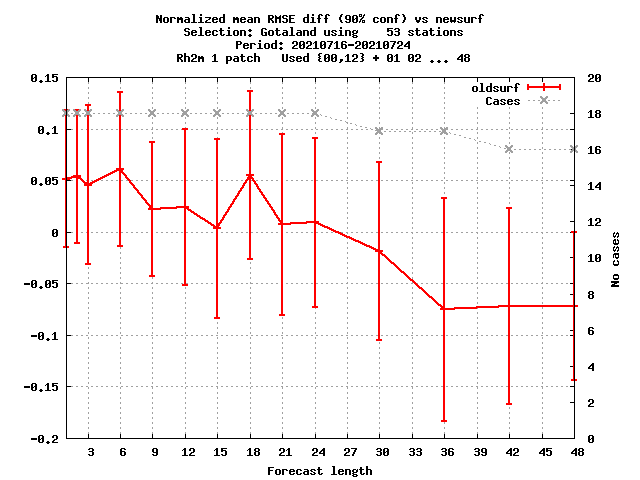 Normalized mean RMSE diff (90% conf) vs newsurf
Selection: Gotaland using    53 stations
Period: 20210716-20210724
Rh2m 1 patch   Used {00,12} + 01 02 ... 48
oldsurf
Cases
0.15
0.1
0.05
0
-0.05
-0.1
-0.15
-0.2
20
18
16
14
12
10
8
6
4
2
0
No cases
3 6 9 12 15 18 21 24 27 30 33 36 39 42 45 48
Forecast length